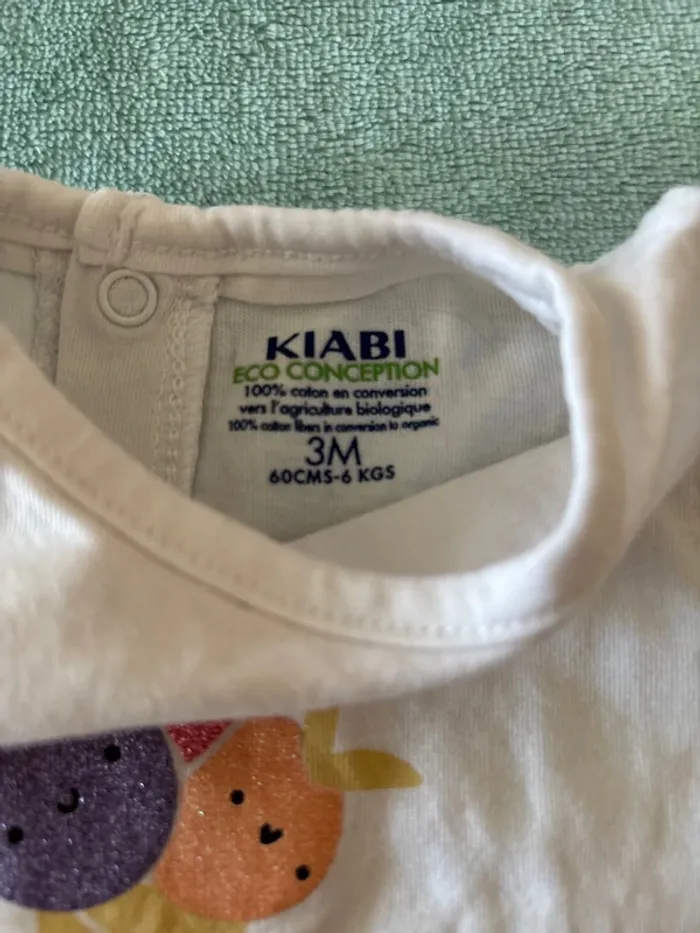 KIABI
ECO CONCEPTION
100% coton en conversion
vers l'agriculture biologique
100% cotton fibers in conversion to organic
3M
60CMS-6 KGS